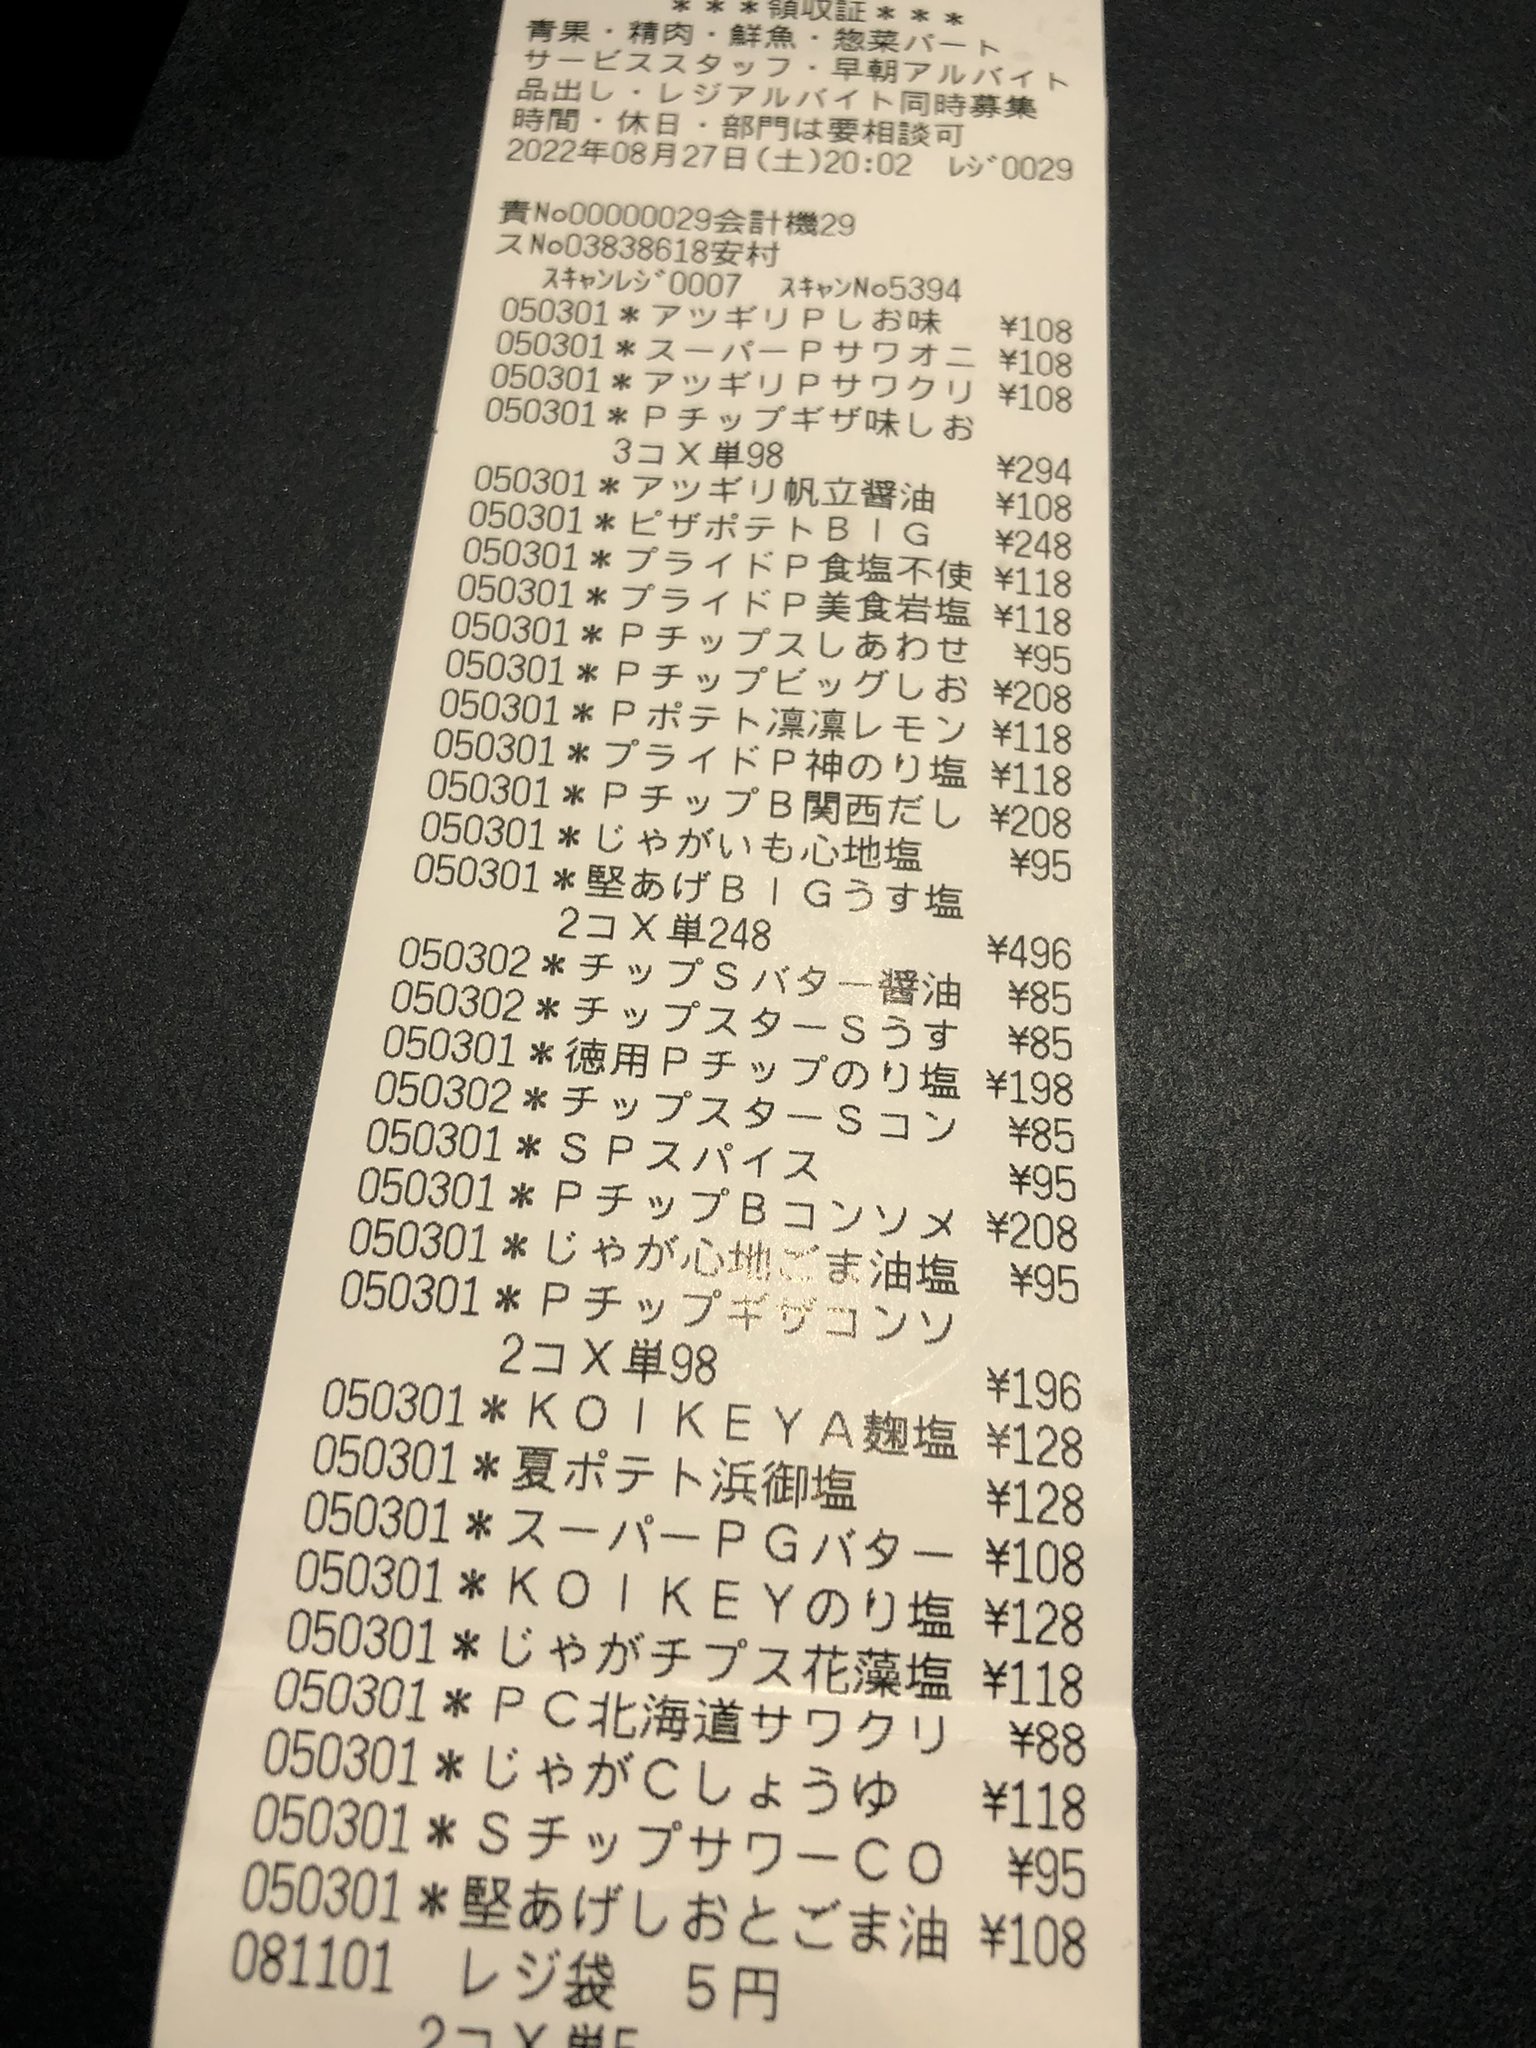 ***領収証***
青果・精肉・鮮魚・惣菜パート
サービススタッフ・早朝アルバイト
品出し・レジアルバイト同時募集
時間・休日・部門は要相談可
2022年08月27日(土)20:02 ﾚｼﾞ0029
責No00000029会計機29
スNo03838618安村
ｽｷｬﾝﾚｼﾞ0007 ｽｷｬﾝNo5394
050301*アツギリPしお味 ¥108
050301*スーパーPサワオニ ¥108
050301*アツギリPサワクリ ¥108
050301*Pチップギザ味しお
3コX単98 ¥294
050301*アツギリ帆立醤油 ¥108
050301*ピザポテトBIG ¥248
050301*プライドP食塩不使 ¥118
050301*プライドP美食岩塩 ¥118
050301*Pチップスしあわせ ¥95
050301*Pチップビッグしお ¥208
050301*Pポテト凛凛レモン ¥118
050301*プライドP神のり塩 ¥118
050301*PチップB関西だし ¥208
050301*じゃがいも心地塩 ¥95
050301*堅あげBIGうす塩
2コX単248 ¥496
050302*チップSバター醤油 ¥85
050302*チップスターSうす ¥85
050301*徳用Pチップのり塩 ¥198
050302*チップスターSコン ¥85
050301*SPスパイス ¥95
050301*PチップBコンソメ ¥208
050301*じゃが心地ごま油塩 ¥95
050301*Pチップギザコンソ
2コX単98 ¥196
050301*KOIKEYA麹塩 ¥128
050301*夏ポテト浜御塩 ¥128
050301*スーパーPGバター ¥108
050301*KOIKEYのり塩 ¥128
050301*じゃがチプス花藻塩 ¥118
050301*PC北海道サワクリ ¥88
050301*じゃがCしょうゆ ¥118
050301*SチップサワーCO ¥95
050301*堅あげしおとごま油 ¥108
081101 レジ袋 5円
2コX単5